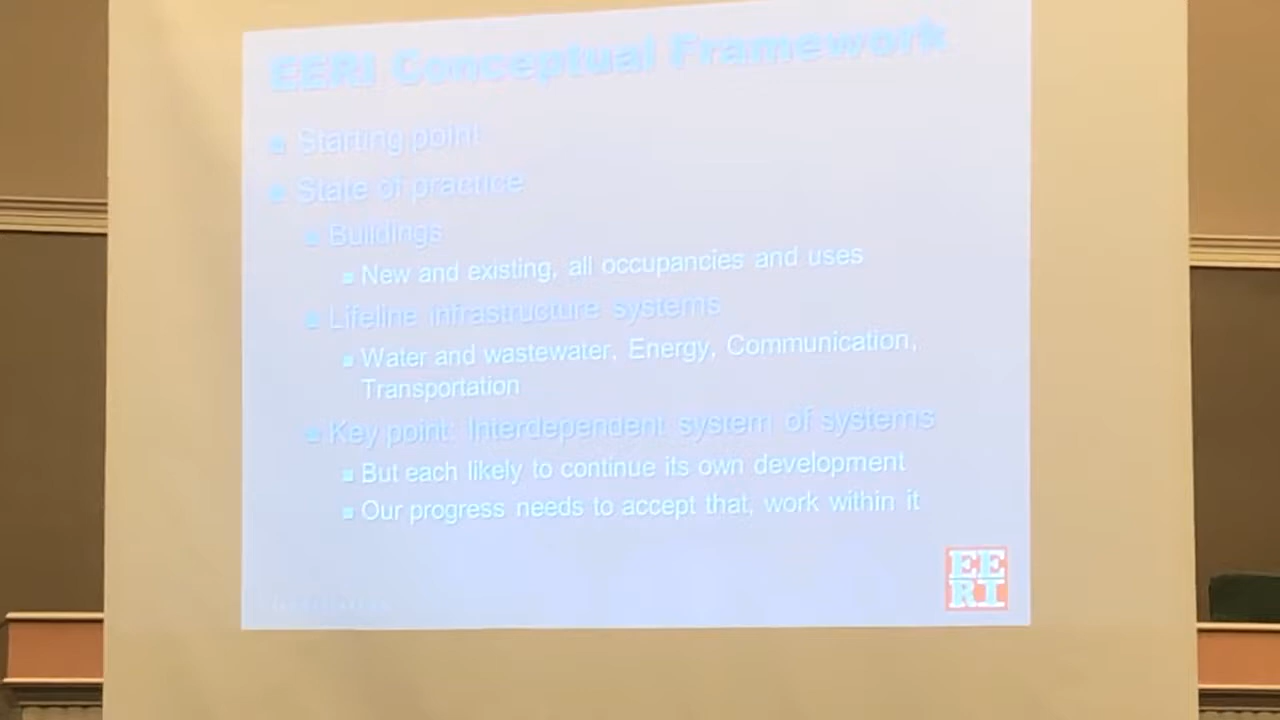 EERI Conceptual Framework
Starting point
State of practice
Buildings
New and existing, all occupancies and uses
Lifeline infrastructure systems
Water and wastewater, Energy, Communication,
Transportation
Key point: Interdependent system of systems
But each likely to continue its own development
Our progress needs to accept that, work within it
EE
RI